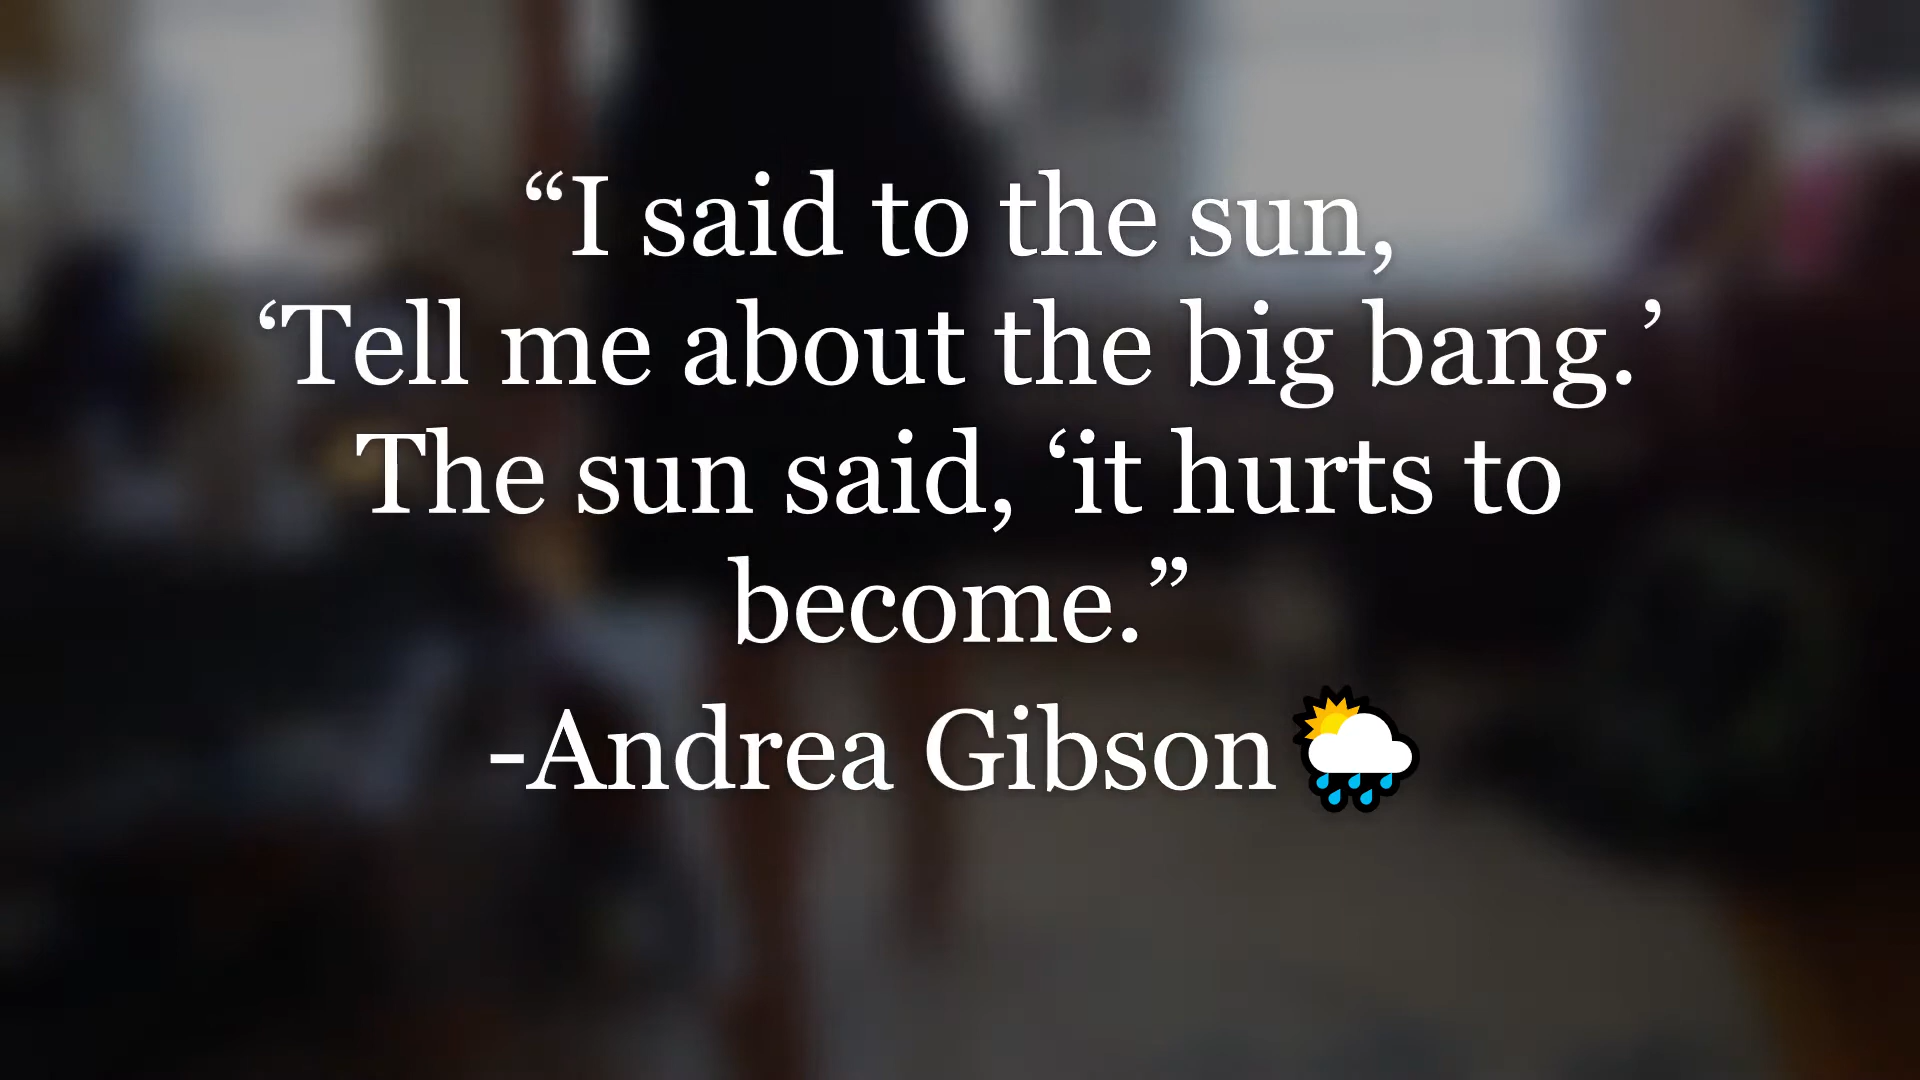 “I said to the sun,
‘Tell me about the big bang.’
The sun said, ‘it hurts to
become.”
-Andrea Gibson 🌦